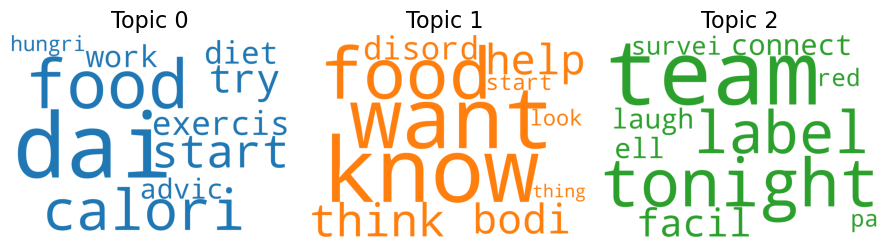 Topic 0
Topic 1
Topic 2
hungri
work
diet
food
try
dai
exercis
start
advic
calori
disord
help
food
start
want
look
know
thing
think
bodi
survei
connect
team
red
laugh
label
ell
tonight
facil
pa